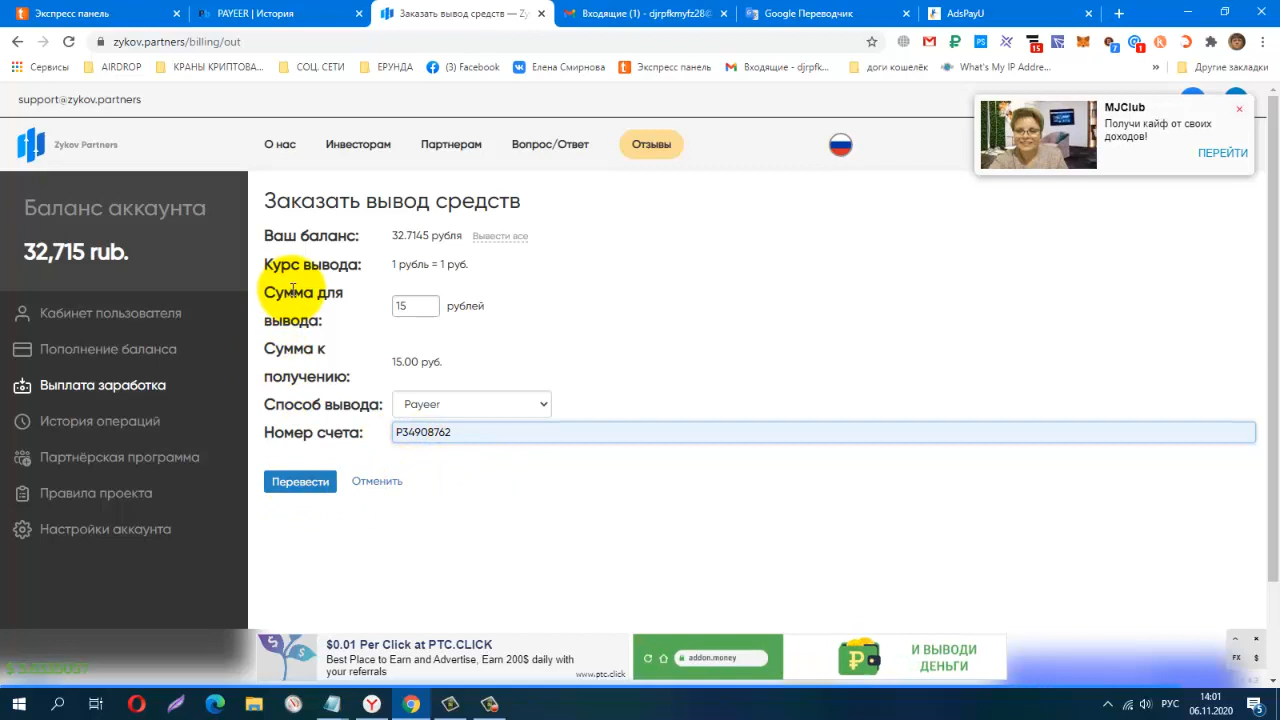 Экспресс панель
PAYEER | История
Заказать вывод средств —
Входящие (1) - djrpfkmyfz28@
Google Переводчик
AdsPayU
zykov.partners/billing/out
15
7
1
Сервисы
AIRDROP
КРАНЫ КРИПТОВА...
СОЦ. СЕТИ
ЕРУНДА
(3) Facebook
Елена Смирнова
Экспресс панель
Входящие - djrpfk...
доги кошелёк
What's My IP Addre...
Другие закладки
support@zykov.partners
MJClub
Получи кайф от своих
доходов!
ПЕРЕЙТИ
Zykov Partners
О нас
Инвесторам
Партнерам
Вопрос/Ответ
Отзывы
Баланс аккаунта
32,715 rub.
Кабинет пользователя
Пополнение баланса
Выплата заработка
История операций
Партнёрская программа
Правила проекта
Настройки аккаунта
Заказать вывод средств
Ваш баланс: 32.7145 рубля Вывести все
Курс вывода: 1 рубль = 1 руб.
Сумма для
вывода: 15 рублей
Сумма к
получению: 15.00 руб.
Способ вывода: Payeer
Номер счета: P34908762
Перевести Отменить
$0.01 Per Click at PTC.CLICK
Best Place to Earn and Advertise, Earn 200$ daily with
your referrals
www.ptc.click
addon.money
И ВЫВОДИ
ДЕНЬГИ
FX $
РУС
14:01
06.11.2020